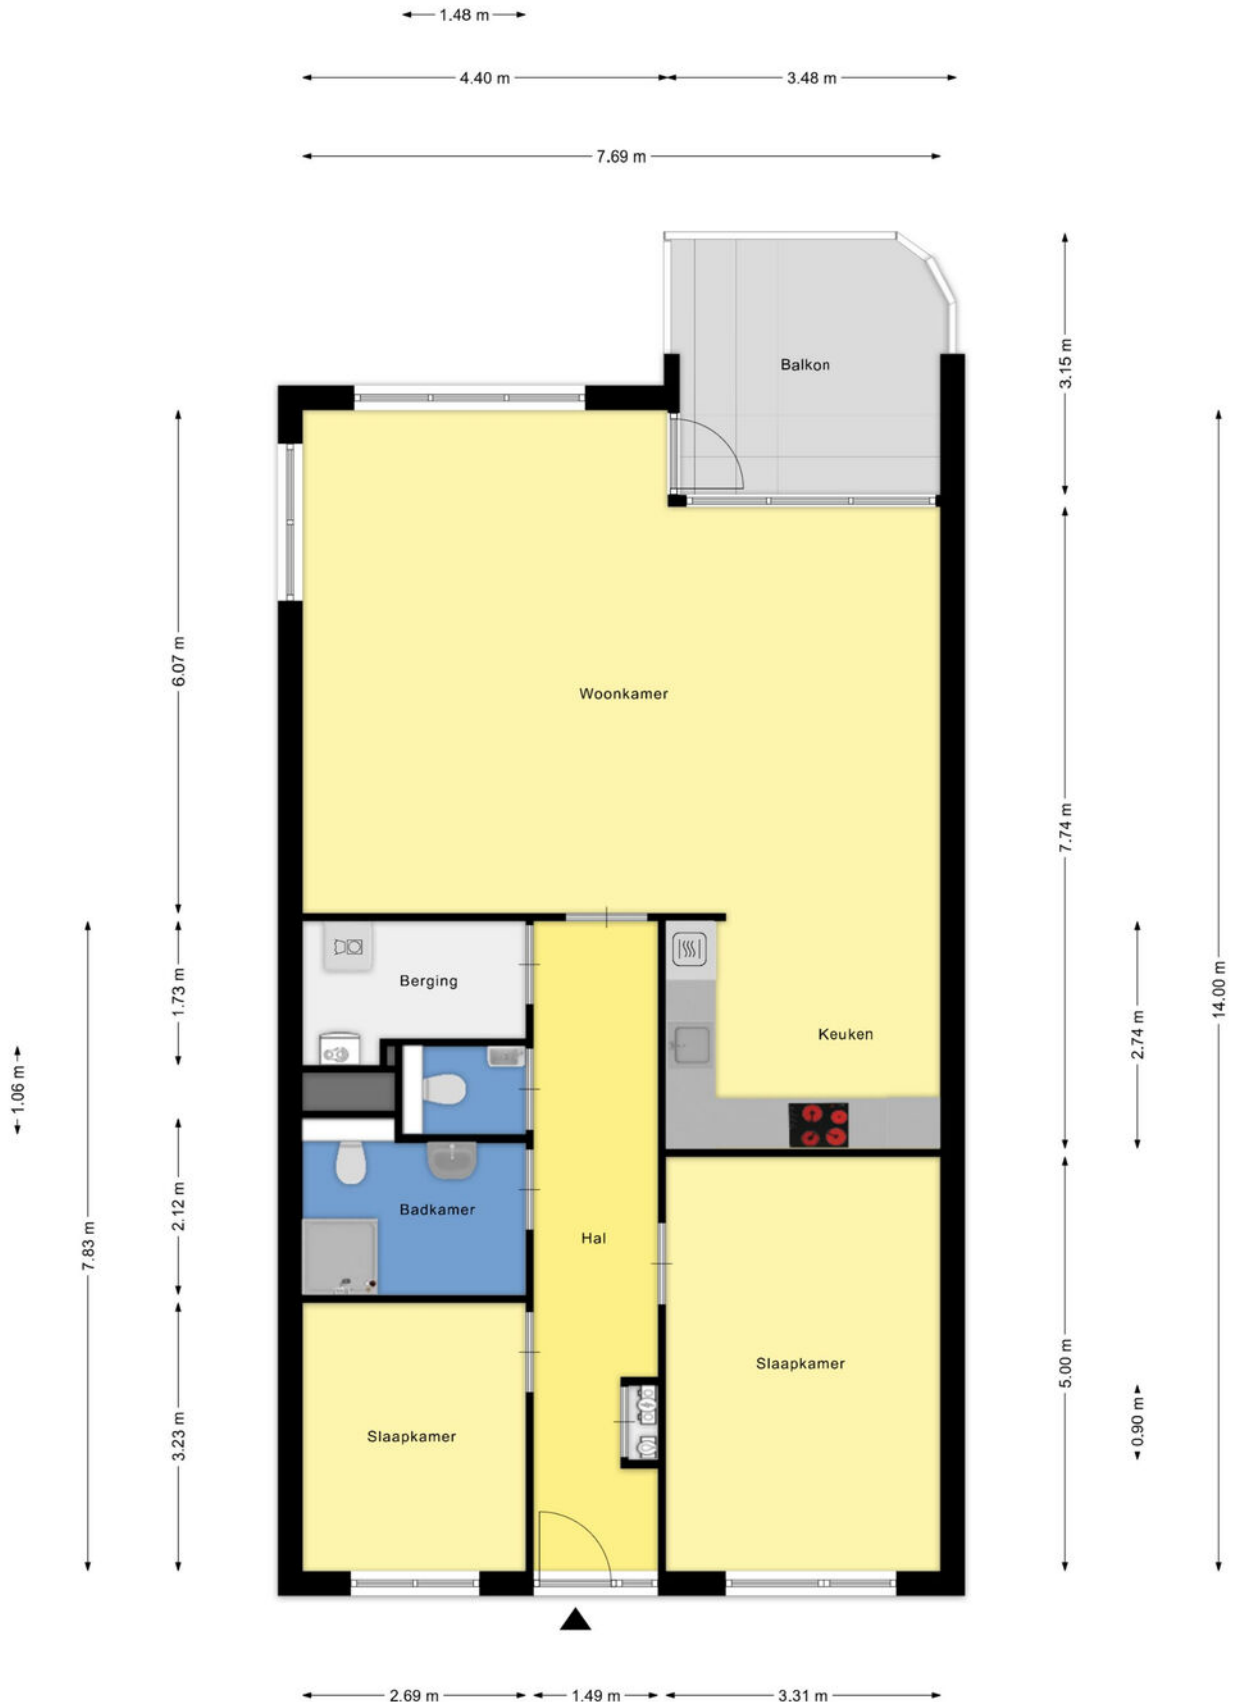 1.48 m
4.40 m
3.48 m
7.69 m
Balkon
3.15 m
6.07 m
Woonkamer
7.74 m
14.00 m
Berging
1.73 m
Keuken
2.74 m
1.06 m
Badkamer
2.12 m
7.83 m
Hal
Slaapkamer
5.00 m
0.90 m
Slaapkamer
3.23 m
2.69 m
1.49 m
3.31 m